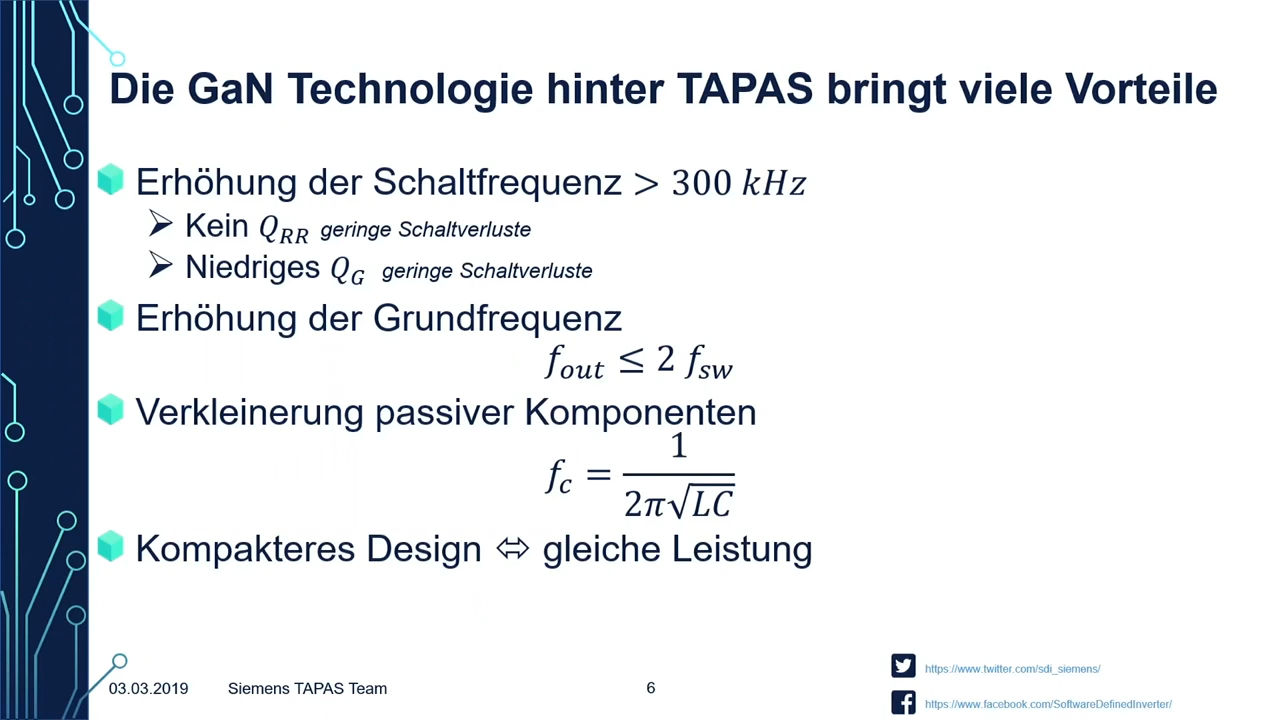 Die GaN Technologie hinter TAPAS bringt viele Vorteile
Erhöhung der Schaltfrequenz > 300 kHz
Kein Q_RR geringe Schaltverluste
Niedriges Q_G geringe Schaltverluste
Erhöhung der Grundfrequenz
f_out ≤ 2 f_sw
Verkleinerung passiver Komponenten
f_c = 1 / (2π√LC)
Kompakteres Design ⇔ gleiche Leistung
03.03.2019 Siemens TAPAS Team 6
https://www.twitter.com/sdi_siemens/
https://www.facebook.com/SoftwareDefinedInverter/